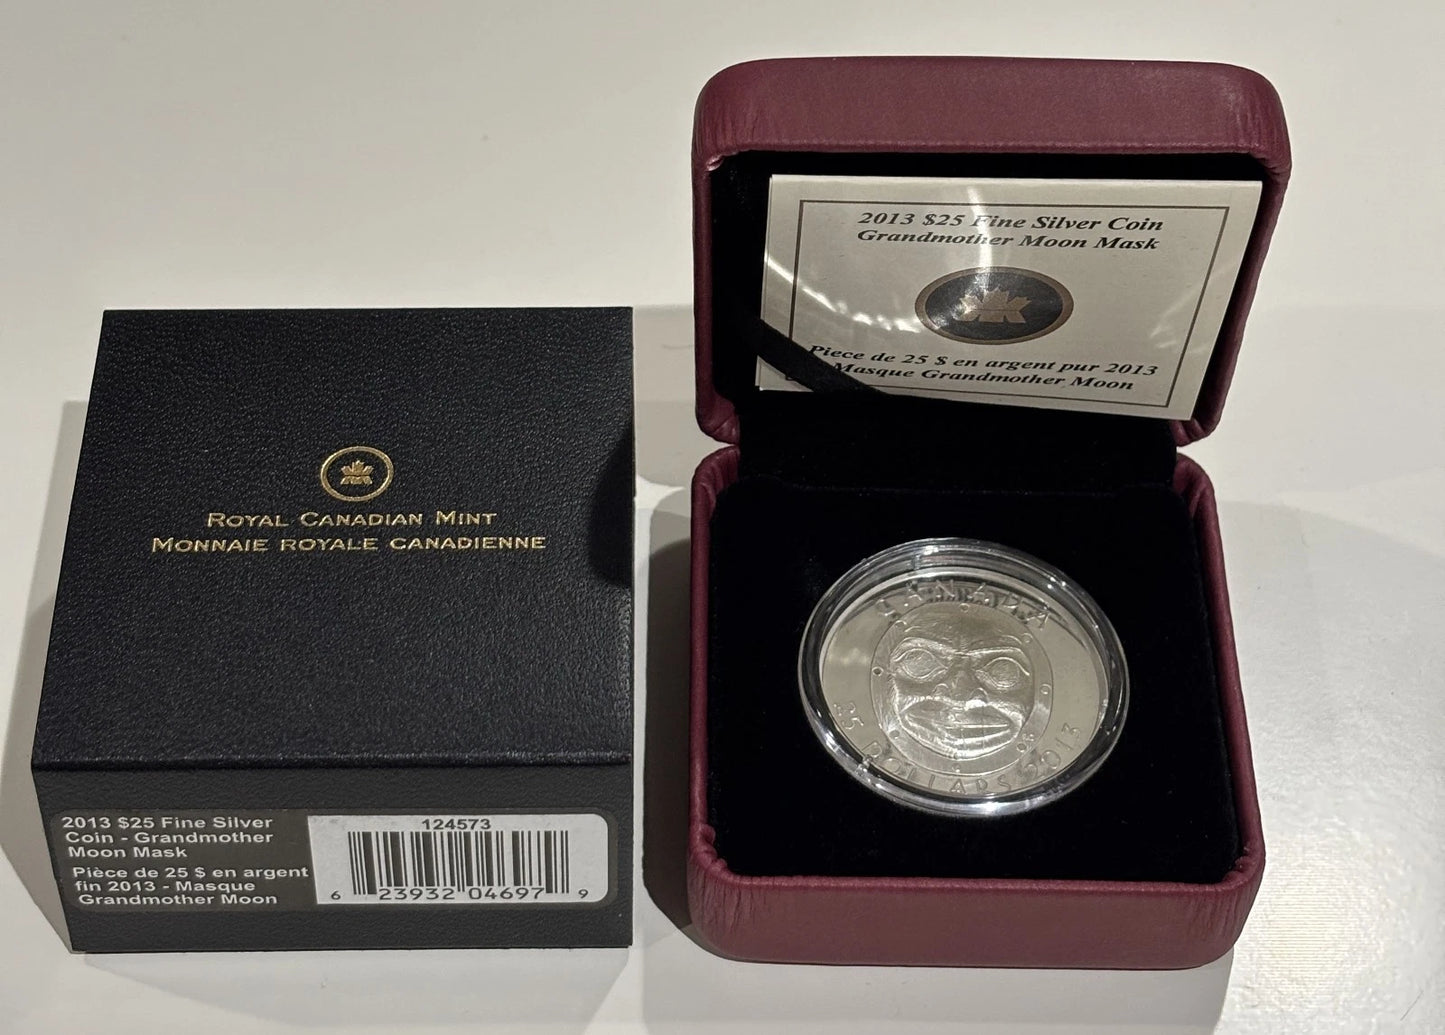 2013 $25 Fine Silver Coin
Grandmother Moon Mask
Pièce de 25 $ en argent pur 2013
Masque Grandmother Moon
ROYAL CANADIAN MINT
MONNAIE ROYALE CANADIENNE
CANADA
25 DOLLARS 2013
2013 $25 Fine Silver
Coin - Grandmother
Moon Mask
Pièce de 25 $ en argent
fin 2013 - Masque
Grandmother Moon
124573
6 23932 04697 9